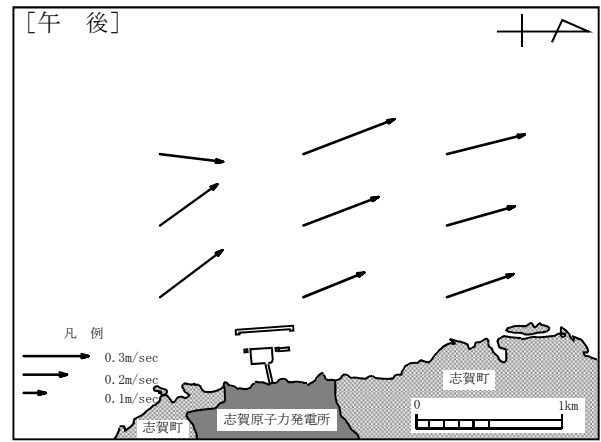 [午 後]
凡 例
0.3m/sec
0.2m/sec
0.1m/sec
志賀町
志賀原子力発電所
志賀町
0 1km